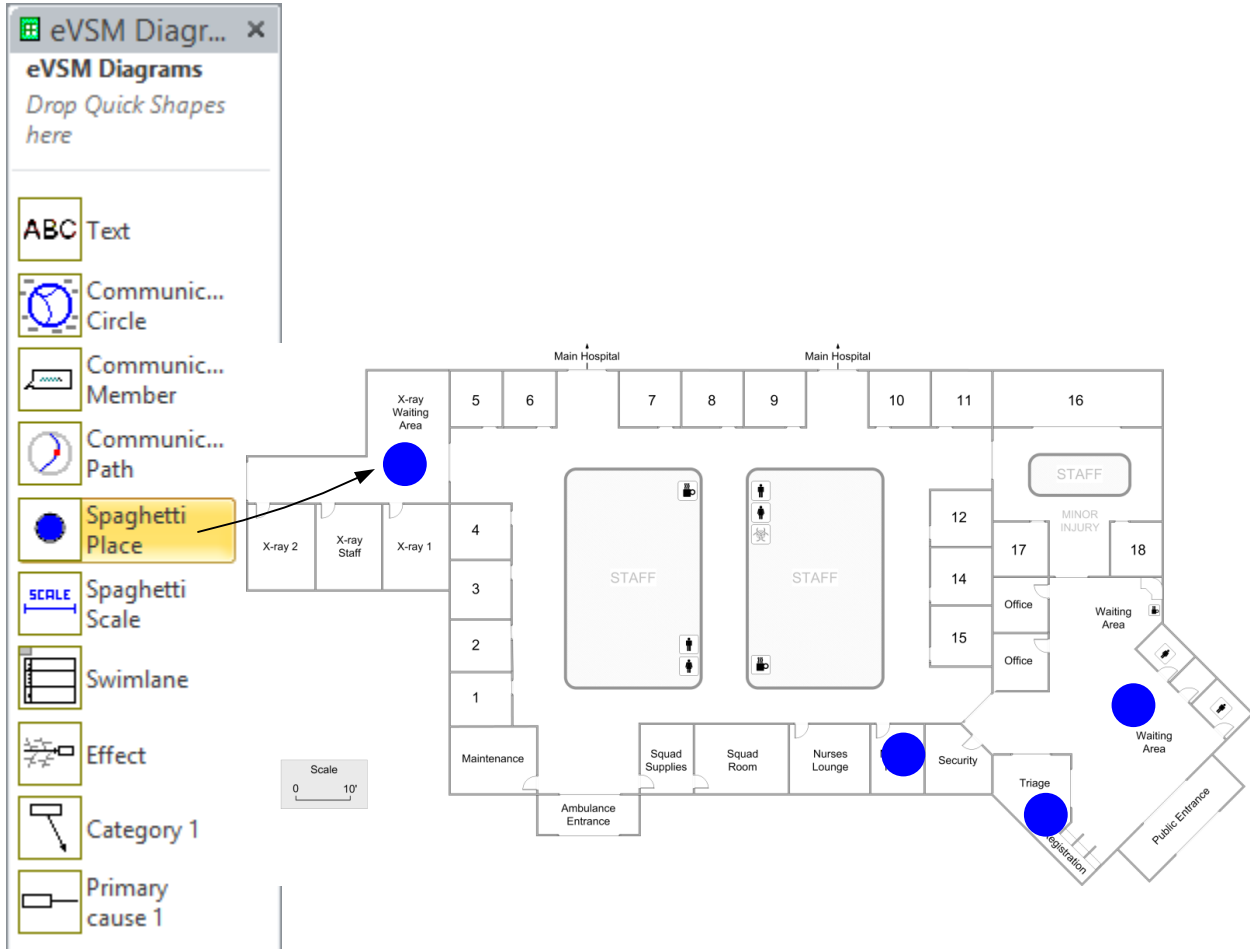 eVSM Diagr...
eVSM Diagrams
Drop Quick Shapes
here
ABC
Text
Communic...
Circle
Communic...
Member
Communic...
Path
Spaghetti
Place
SCALE
Spaghetti
Scale
Swimlane
Effect
Category 1
Primary
cause 1
Main Hospital
Main Hospital
X-ray
Waiting
Area
5
6
7
8
9
10
11
16
STAFF
MINOR
INJURY
12
17
18
4
X-ray 2
X-ray
Staff
X-ray 1
STAFF
STAFF
3
14
Office
Waiting
Area
2
15
Office
1
Waiting
Area
Maintenance
Squad
Supplies
Squad
Room
Nurses
Lounge
Security
Scale
0
10'
Triage
Ambulance
Entrance
Registration
Public Entrance